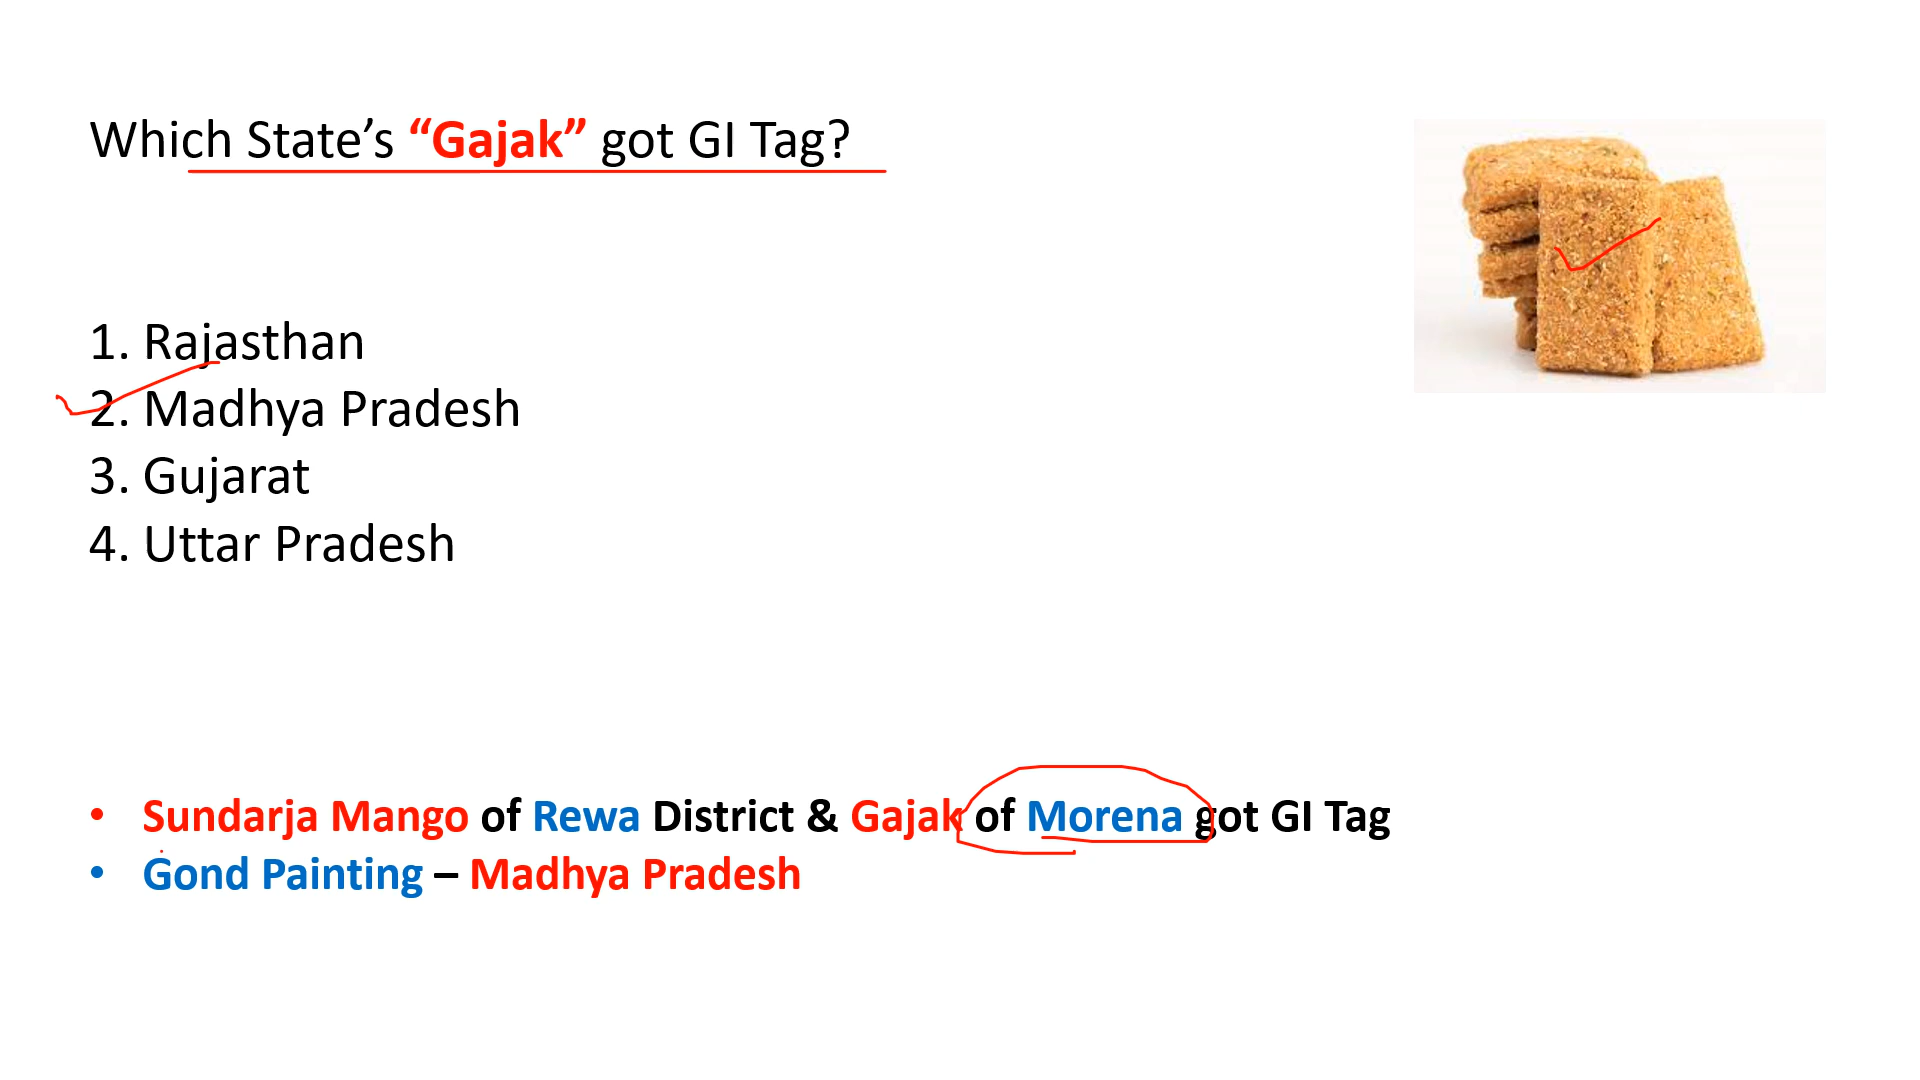 Which State’s “Gajak” got GI Tag?
1. Rajasthan
2. Madhya Pradesh
3. Gujarat
4. Uttar Pradesh
• Sundarja Mango of Rewa District & Gajak of Morena got GI Tag
• Gond Painting – Madhya Pradesh